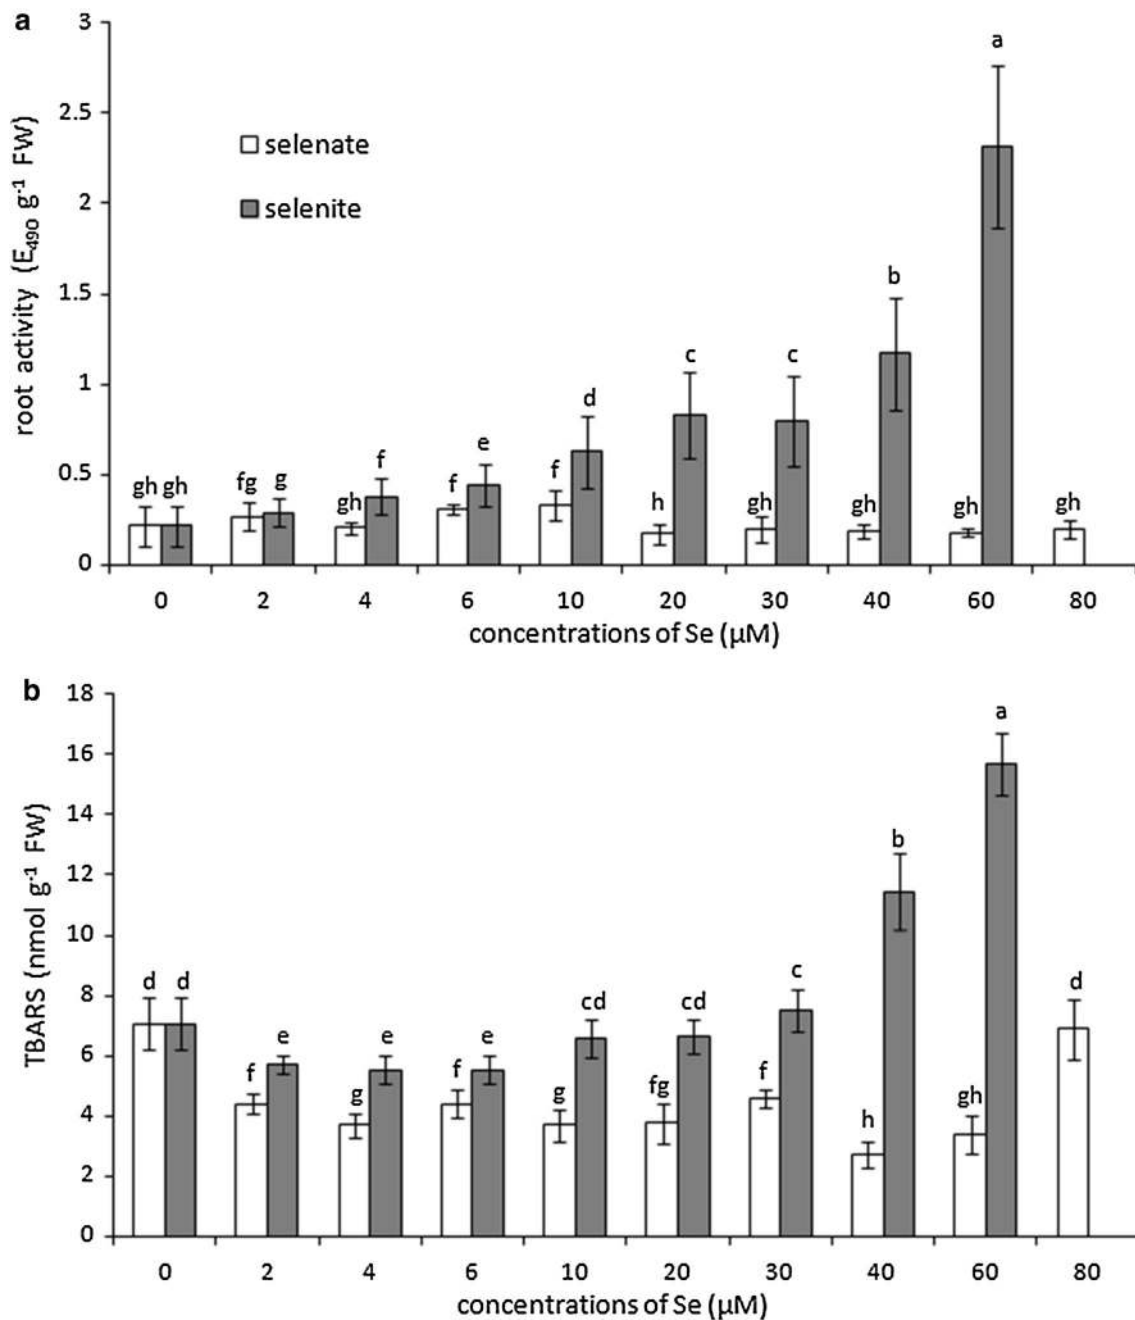 a
3
2.5
2
1.5
1
0.5
0
root activity (E490 g-1 FW)
selenate
selenite
gh gh fg g gh f f e f d h c gh c gh b gh a gh
0 2 4 6 10 20 30 40 60 80
concentrations of Se (µM)
b
18
16
14
12
10
8
6
4
2
0
TBARS (nmol g-1 FW)
d d f e g e f e g cd fg cd f c h b gh a d
0 2 4 6 10 20 30 40 60 80
concentrations of Se (µM)